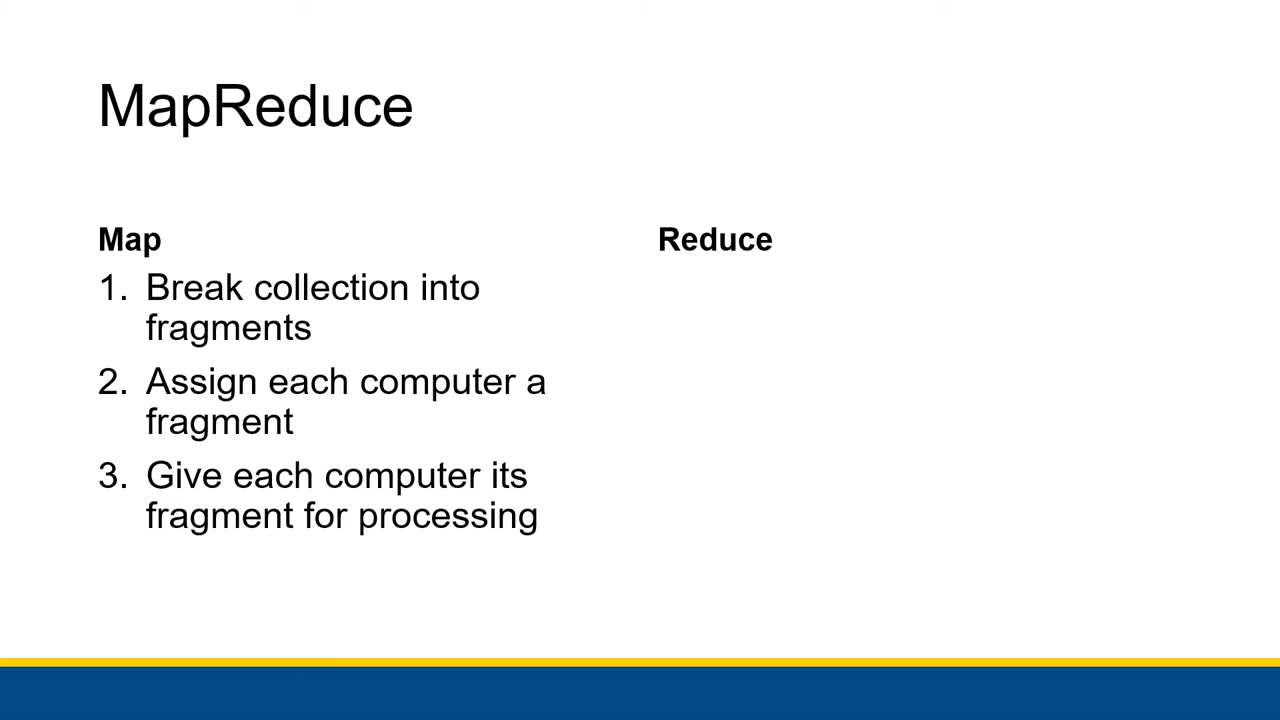 MapReduce
Map
1. Break collection into
fragments
2. Assign each computer a
fragment
3. Give each computer its
fragment for processing
Reduce